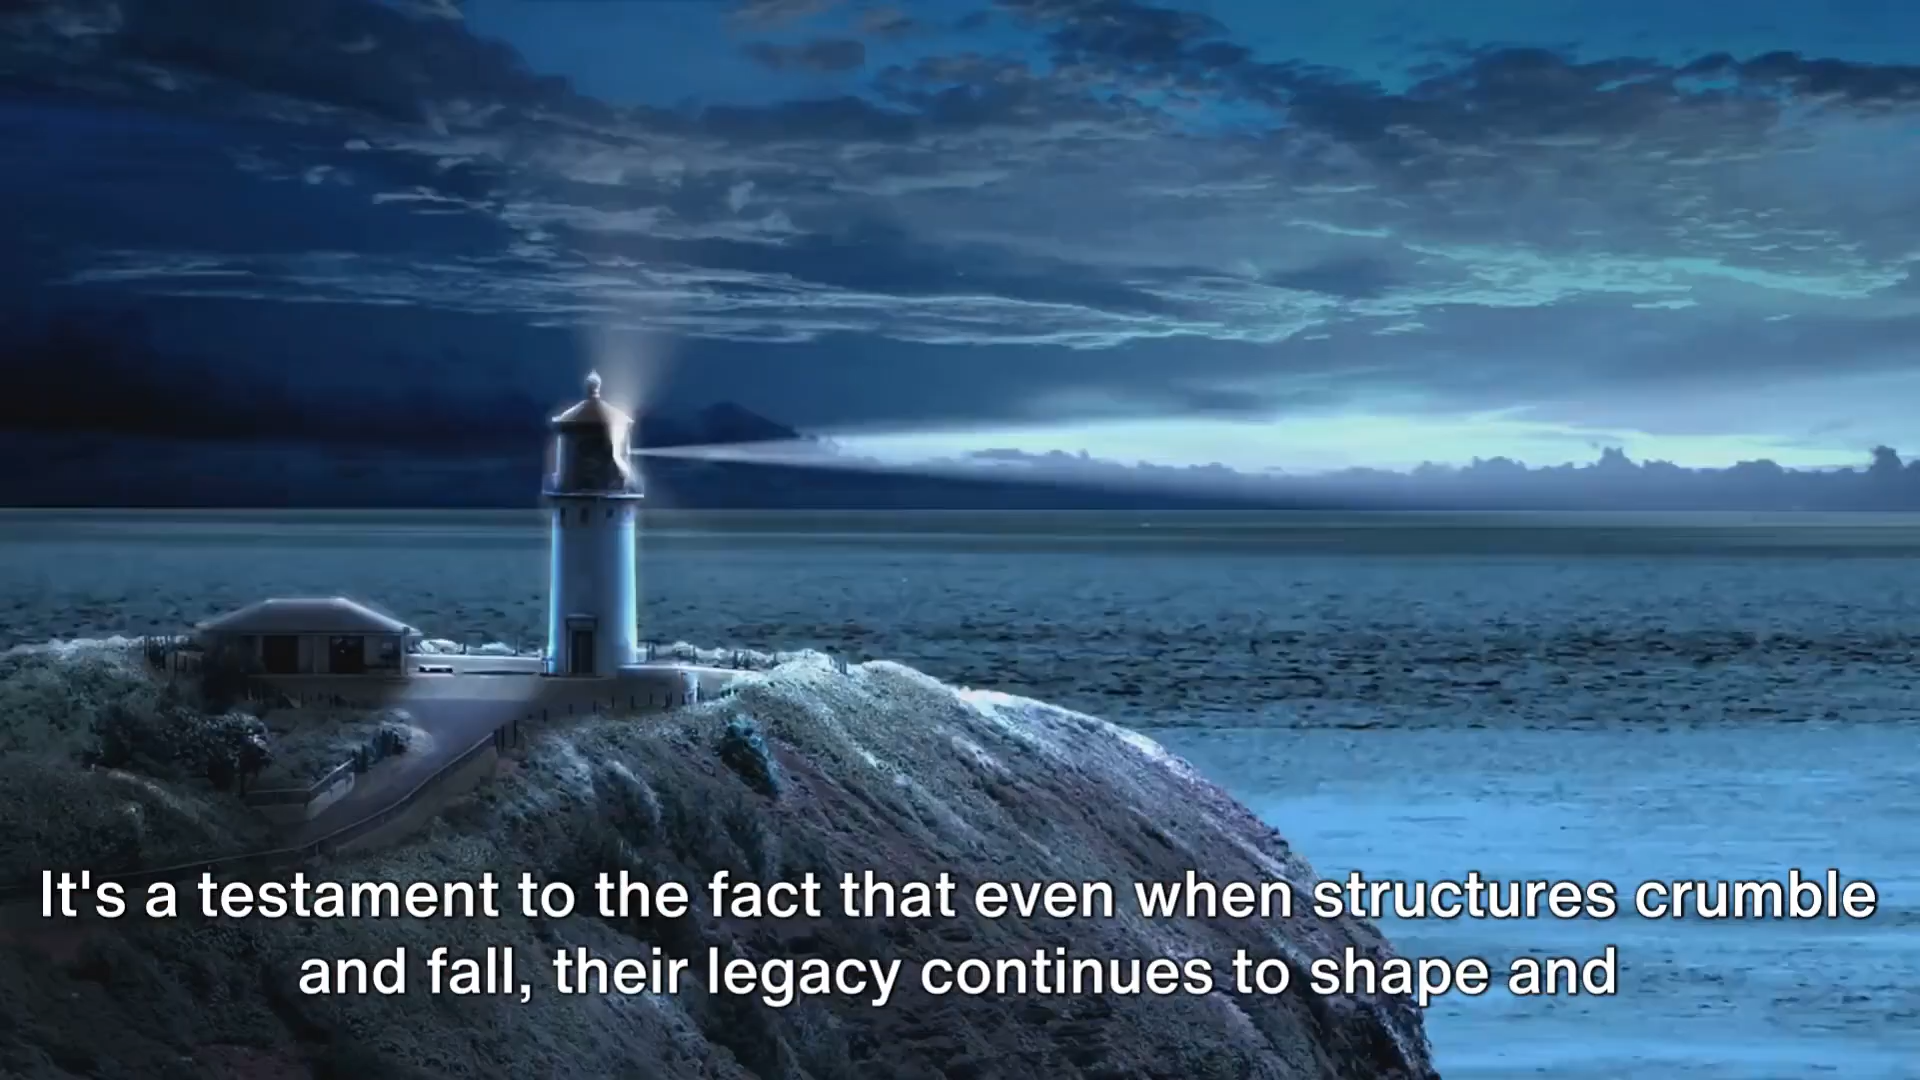 It's a testament to the fact that even when structures crumble
and fall, their legacy continues to shape and